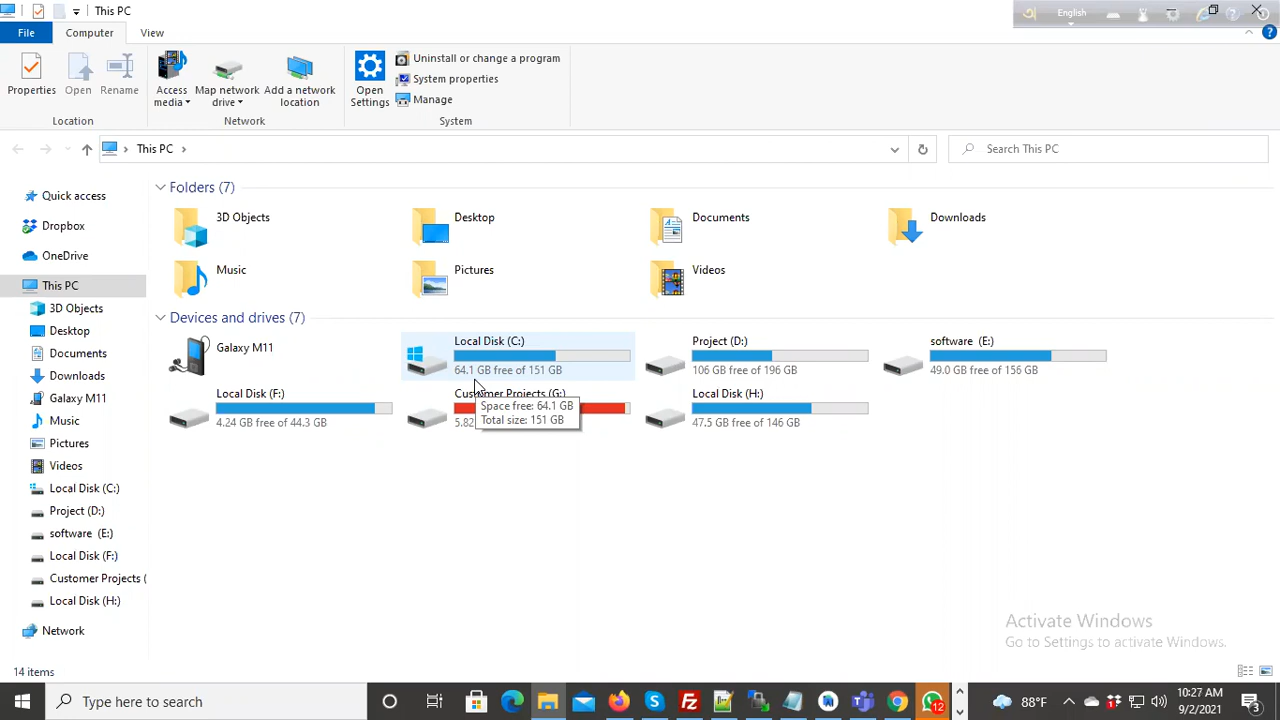 This PC
English
File
Computer
View
Properties
Open
Rename
Location
Access media
Map network drive
Add a network location
Network
Open Settings
Uninstall or change a program
System properties
Manage
System
This PC
Search This PC
Quick access
Dropbox
OneDrive
This PC
3D Objects
Desktop
Documents
Downloads
Galaxy M11
Music
Pictures
Videos
Local Disk (C:)
Project (D:)
software (E:)
Local Disk (F:)
Customer Projects (
Local Disk (H:)
Network
Folders (7)
3D Objects
Desktop
Documents
Downloads
Music
Pictures
Videos
Devices and drives (7)
Galaxy M11
Local Disk (C:)
64.1 GB free of 151 GB
Project (D:)
106 GB free of 196 GB
software (E:)
49.0 GB free of 156 GB
Local Disk (F:)
4.24 GB free of 44.3 GB
Customer Projects (G:)
5.82
Space free: 64.1 GB
Total size: 151 GB
Local Disk (H:)
47.5 GB free of 146 GB
Activate Windows
Go to Settings to activate Windows.
14 items
Type here to search
12
88°F
10:27 AM
9/2/2021
3